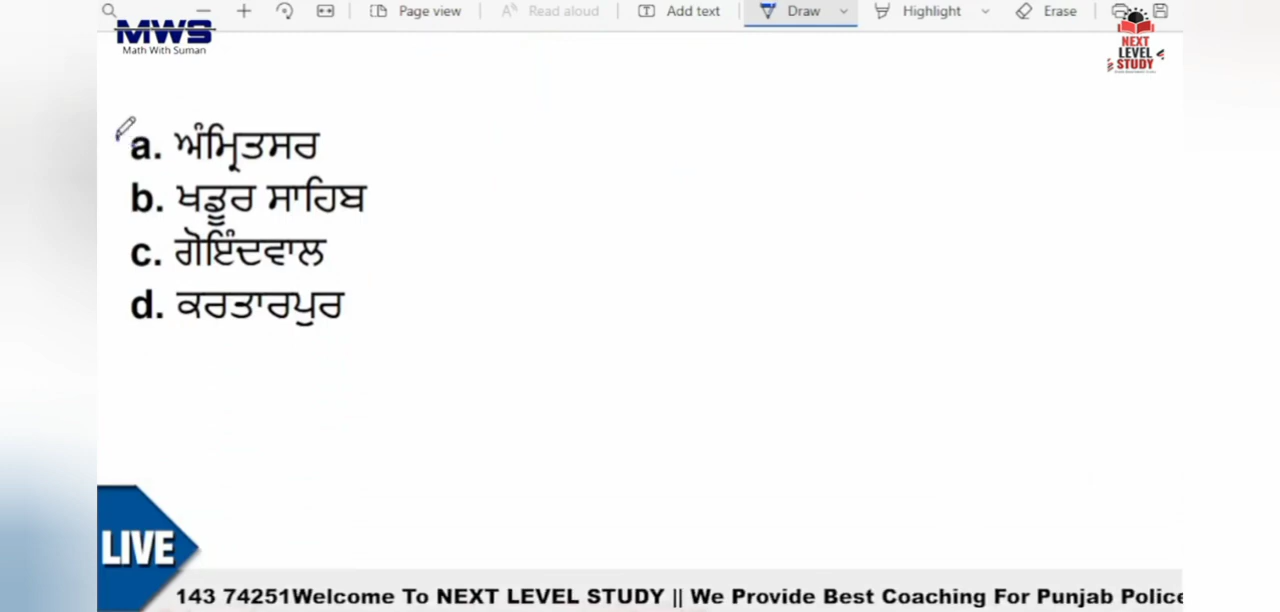 Page view Read aloud Add text Draw Highlight Erase
MWS
Math With Suman
NEXT
LEVEL
STUDY
a. ਅੰਮ੍ਰਿਤਸਰ
b. ਖਡੂਰ ਸਾਹਿਬ
c. ਗੋਇੰਦਵਾਲ
d. ਕਰਤਾਰਪੁਰ
LIVE
143 74251Welcome To NEXT LEVEL STUDY || We Provide Best Coaching For Punjab Police